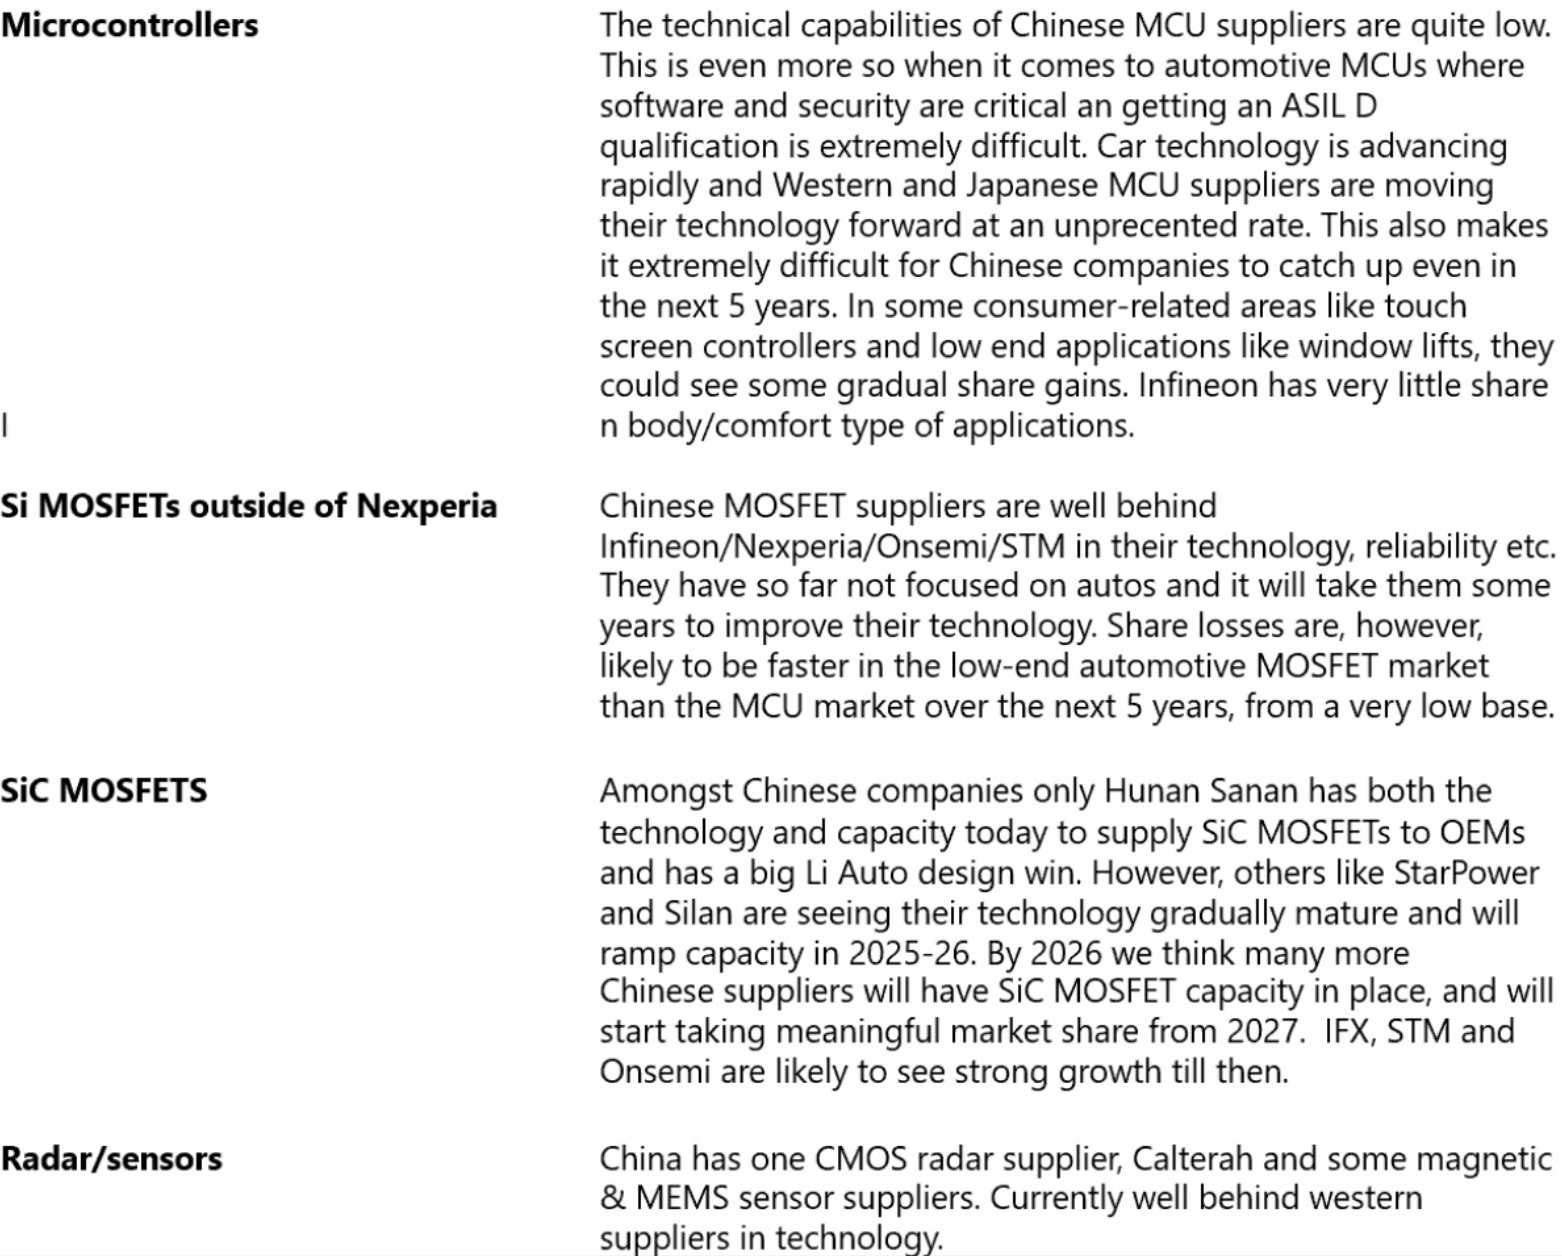 Microcontrollers
The technical capabilities of Chinese MCU suppliers are quite low.
This is even more so when it comes to automotive MCUs where
software and security are critical an getting an ASIL D
qualification is extremely difficult. Car technology is advancing
rapidly and Western and Japanese MCU suppliers are moving
their technology forward at an unprecented rate. This also makes
it extremely difficult for Chinese companies to catch up even in
the next 5 years. In some consumer-related areas like touch
screen controllers and low end applications like window lifts, they
could see some gradual share gains. Infineon has very little share
I
n body/comfort type of applications.
Si MOSFETs outside of Nexperia
Chinese MOSFET suppliers are well behind
Infineon/Nexperia/Onsemi/STM in their technology, reliability etc.
They have so far not focused on autos and it will take them some
years to improve their technology. Share losses are, however,
likely to be faster in the low-end automotive MOSFET market
than the MCU market over the next 5 years, from a very low base.
SiC MOSFETS
Amongst Chinese companies only Hunan Sanan has both the
technology and capacity today to supply SiC MOSFETs to OEMs
and has a big Li Auto design win. However, others like StarPower
and Silan are seeing their technology gradually mature and will
ramp capacity in 2025-26. By 2026 we think many more
Chinese suppliers will have SiC MOSFET capacity in place, and will
start taking meaningful market share from 2027.  IFX, STM and
Onsemi are likely to see strong growth till then.
Radar/sensors
China has one CMOS radar supplier, Calterah and some magnetic
& MEMS sensor suppliers. Currently well behind western
suppliers in technology.